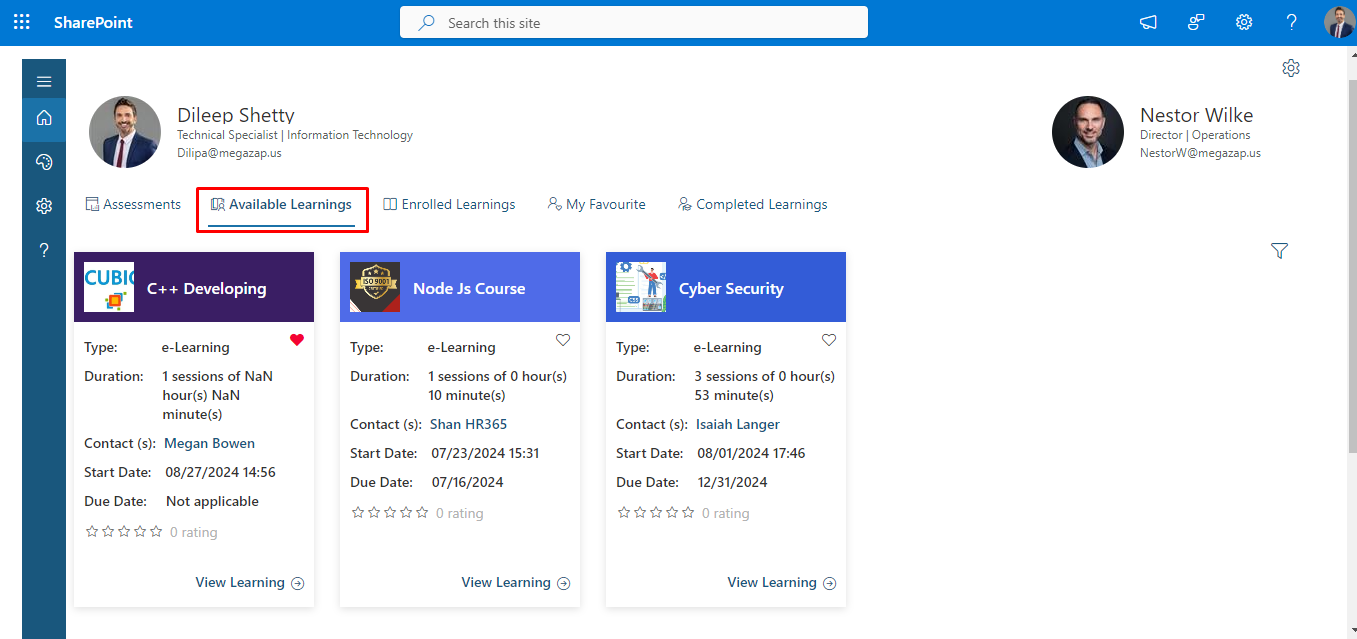 SharePoint
Search this site
Dileep Shetty
Technical Specialist | Information Technology
Dilipa@megazap.us
Nestor Wilke
Director | Operations
NestorW@megazap.us
Assessments
Available Learnings
Enrolled Learnings
My Favourite
Completed Learnings
CUBIC
C++ Developing
Type: e-Learning
Duration: 1 sessions of NaN
hour(s) NaN
minute(s)
Contact (s): Megan Bowen
Start Date: 08/27/2024 14:56
Due Date: Not applicable
0 rating
View Learning
ISO 9001
Node Js Course
Type: e-Learning
Duration: 1 sessions of 0 hour(s)
10 minute(s)
Contact (s): Shan HR365
Start Date: 07/23/2024 15:31
Due Date: 07/16/2024
0 rating
View Learning
CSS
Cyber Security
Type: e-Learning
Duration: 3 sessions of 0 hour(s)
53 minute(s)
Contact (s): Isaiah Langer
Start Date: 08/01/2024 17:46
Due Date: 12/31/2024
0 rating
View Learning